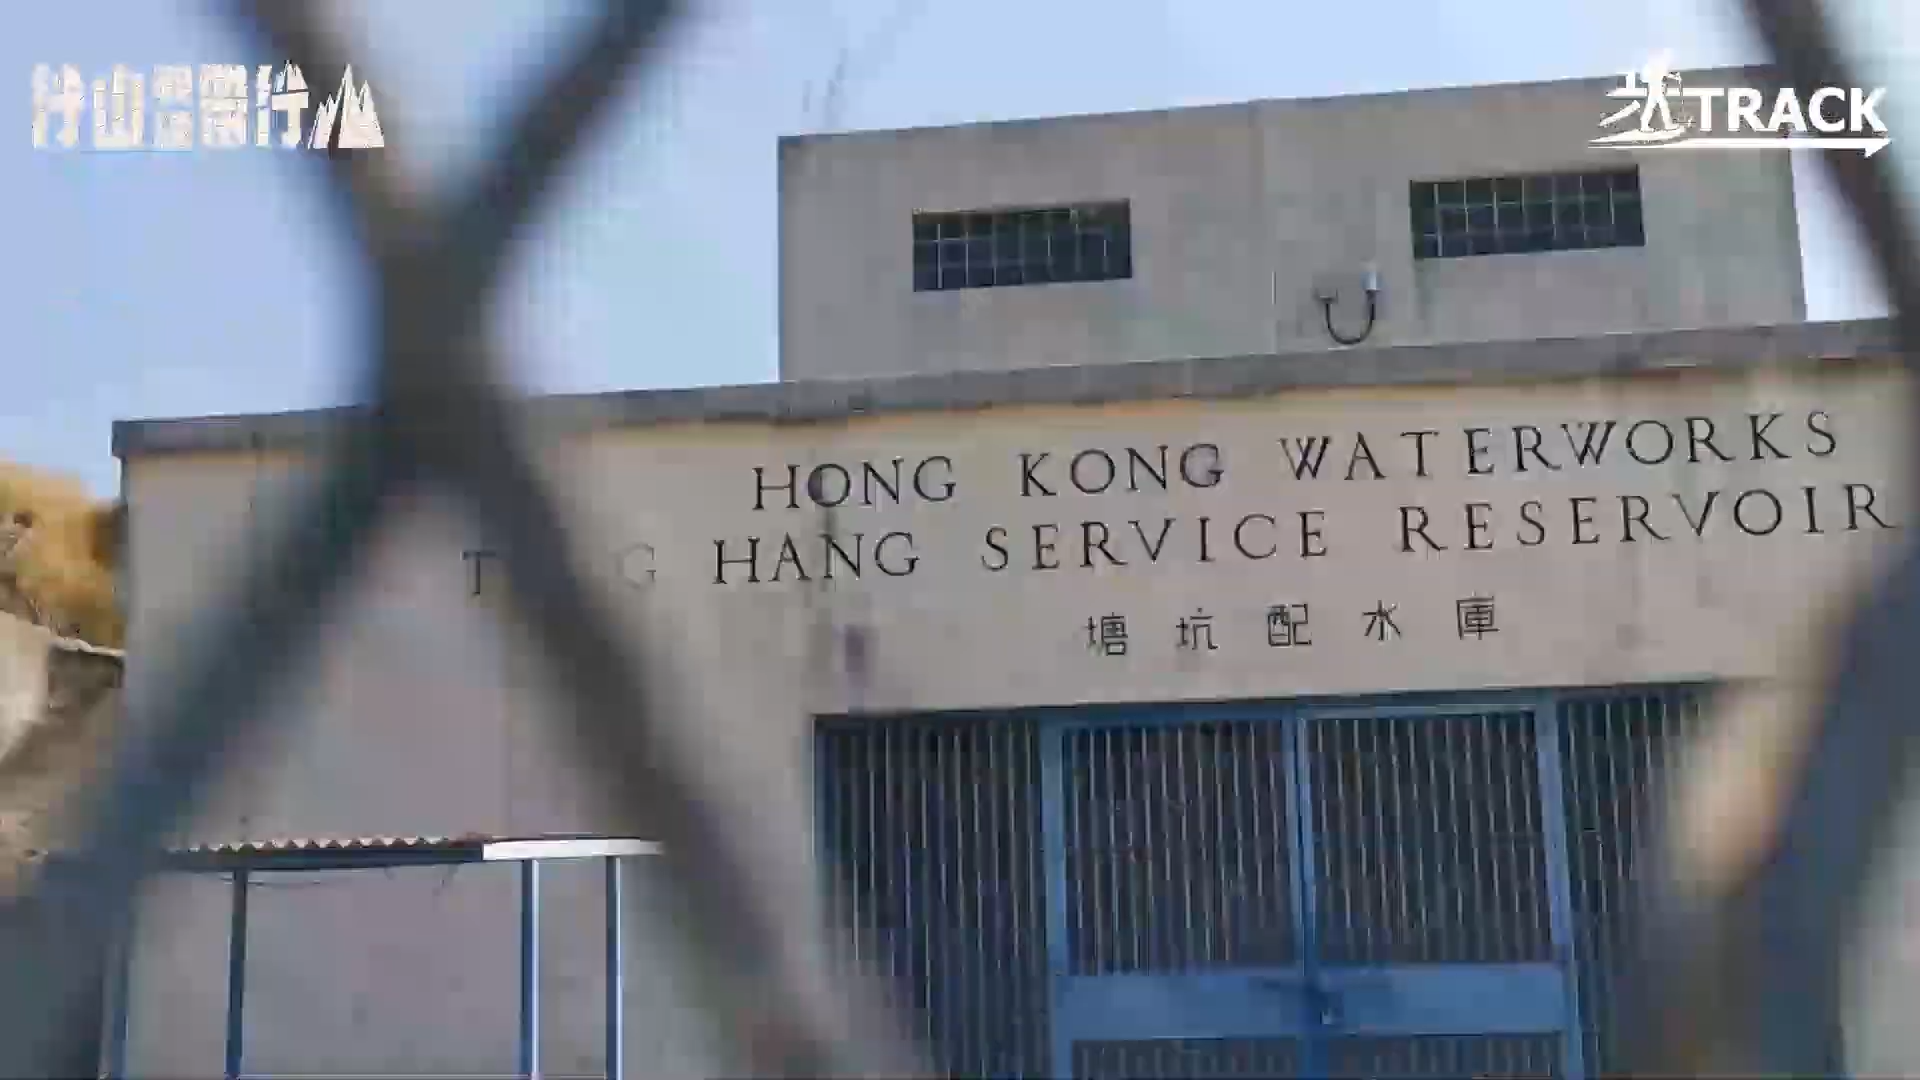 TRACK
HONG KONG WATERWORKS
HANG SERVICE RESERVOIR
塘坑配水庫